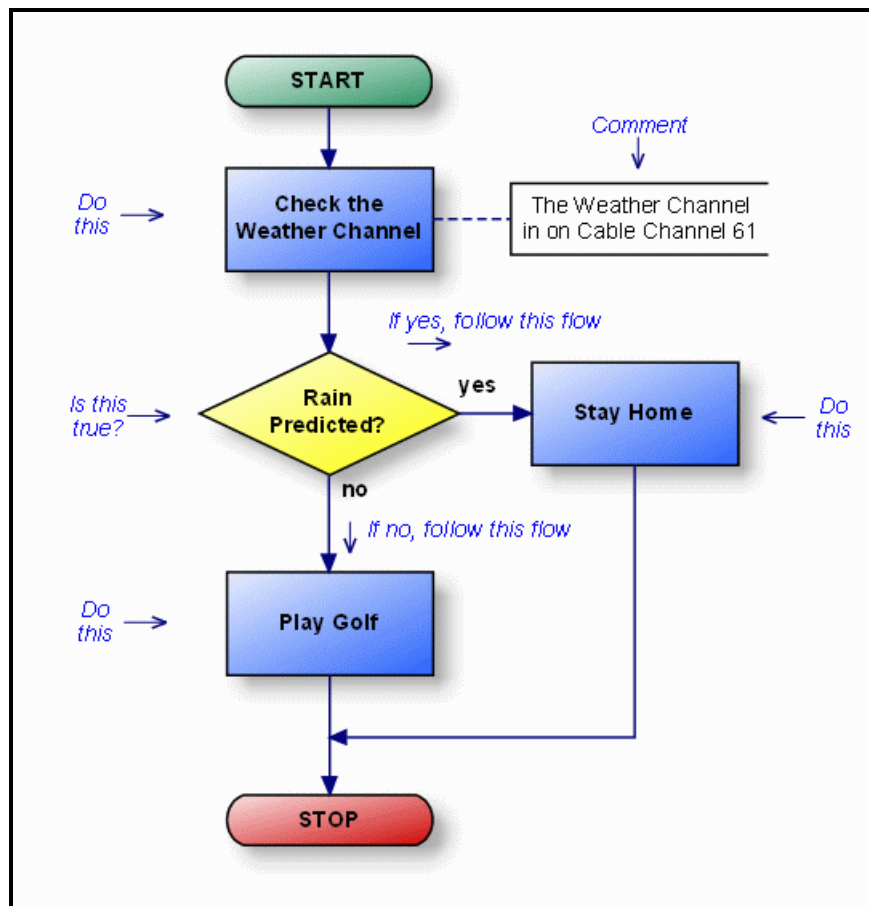 START
Comment
Do
this
Check the
Weather Channel
The Weather Channel
in on Cable Channel 61
If yes, follow this flow
Is this
true?
Rain
Predicted?
yes
Stay Home
Do
this
no
If no, follow this flow
Do
this
Play Golf
STOP